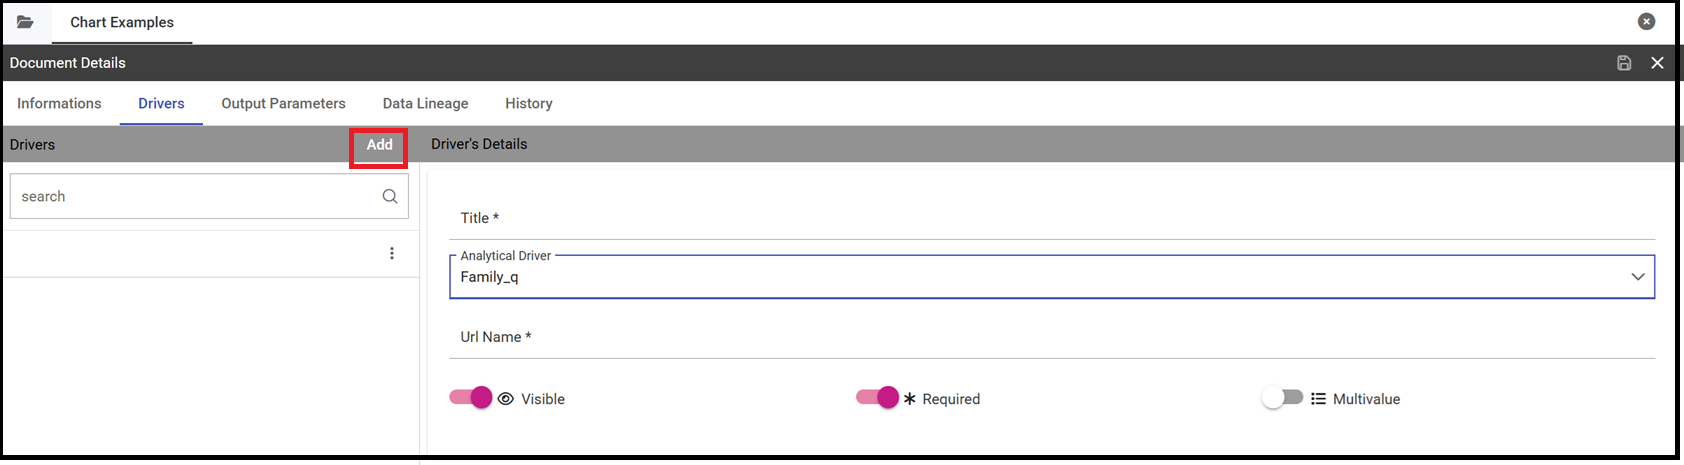 Chart Examples
Document Details
Informations Drivers Output Parameters Data Lineage History
Drivers Add Driver's Details
search
Title *
Analytical Driver
Family_q
Url Name *
Visible Required Multivalue